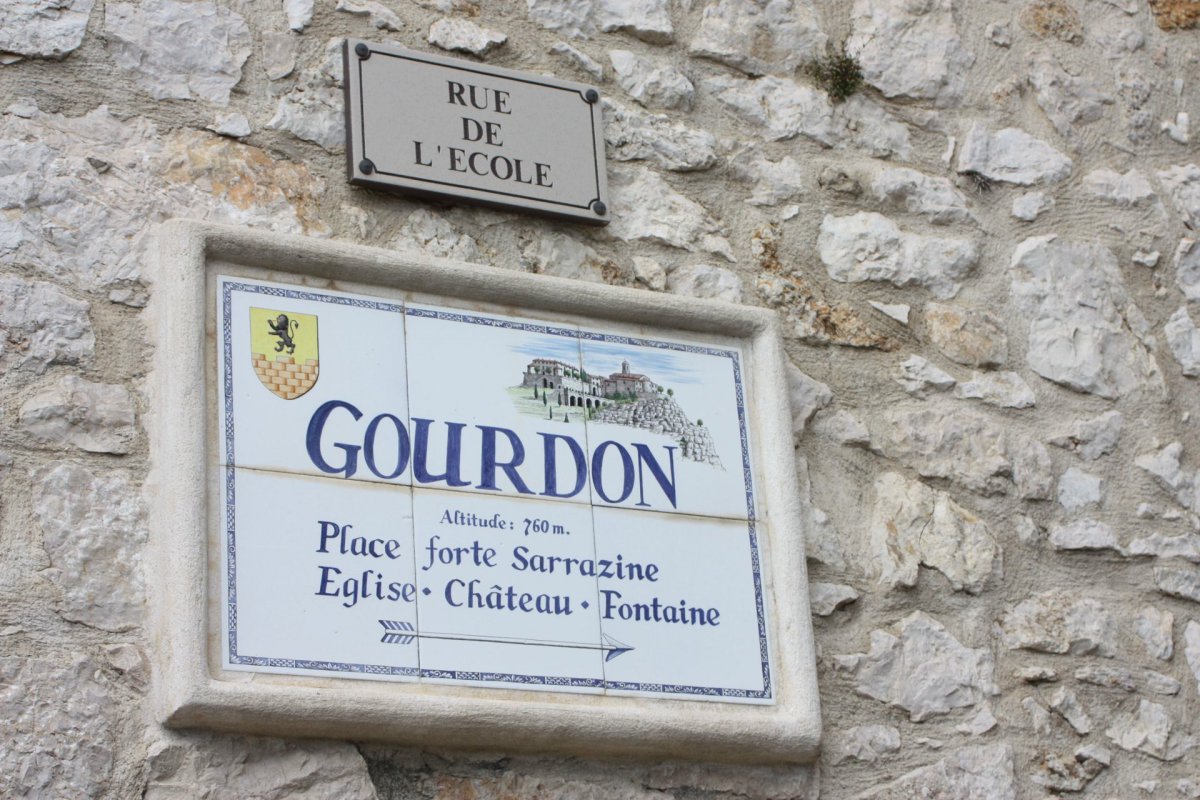 RUE
DE
L'ECOLE
GOURDON
Altitude: 760 m.
Place forte Sarrazine
Eglise • Château • Fontaine